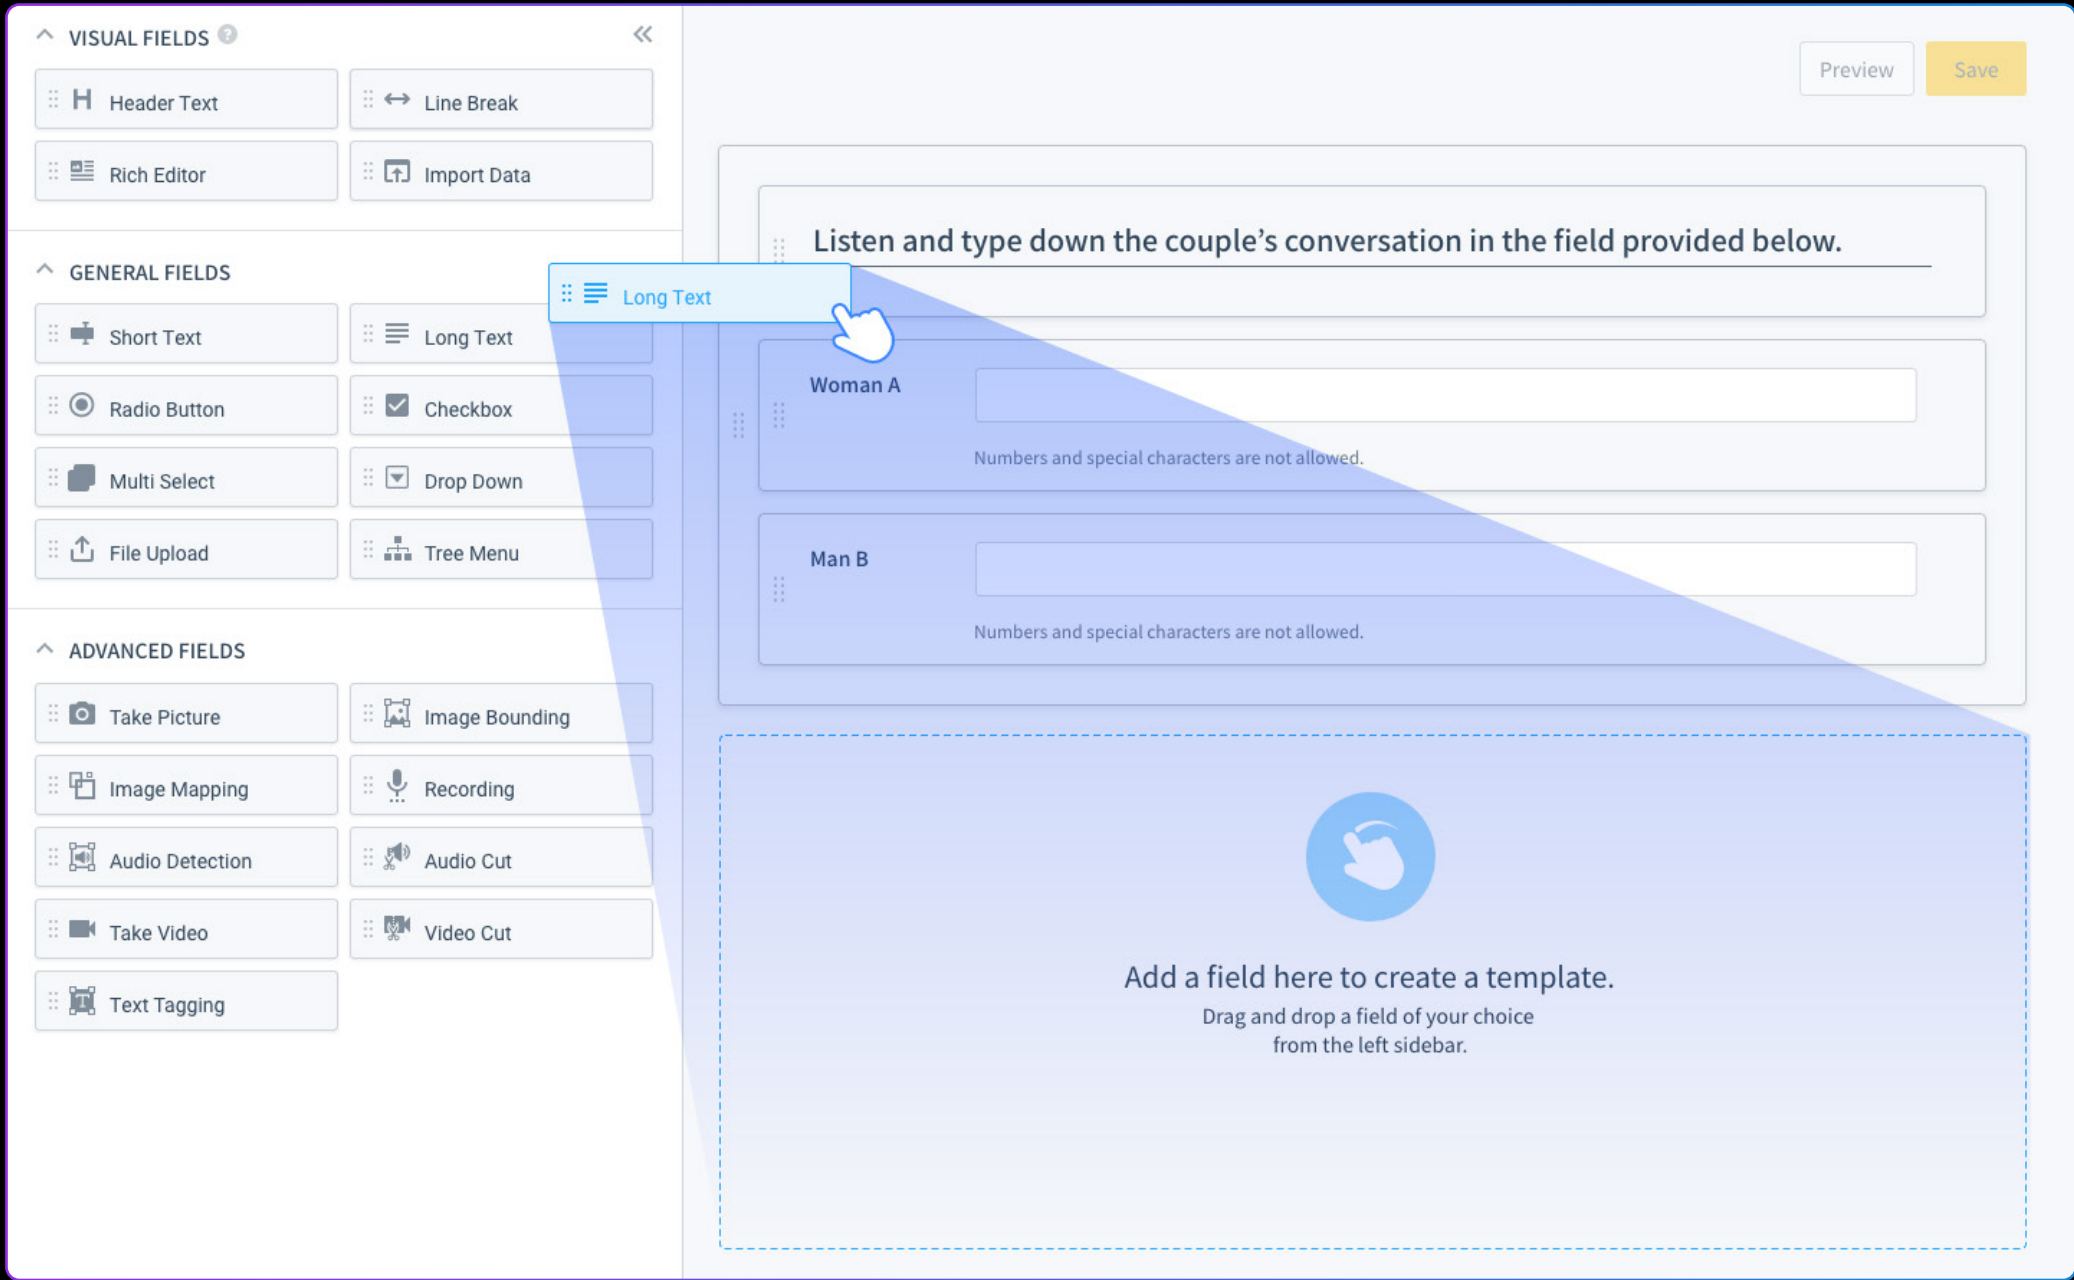 VISUAL FIELDS ?
Header Text
Line Break
Rich Editor
Import Data
GENERAL FIELDS
Short Text
Long Text
Radio Button
Checkbox
Multi Select
Drop Down
File Upload
Tree Menu
ADVANCED FIELDS
Take Picture
Image Bounding
Image Mapping
Recording
Audio Detection
Audio Cut
Take Video
Video Cut
Text Tagging
Long Text
Preview
Save
Listen and type down the couple’s conversation in the field provided below.
Woman A
Numbers and special characters are not allowed.
Man B
Numbers and special characters are not allowed.
Add a field here to create a template.
Drag and drop a field of your choice
from the left sidebar.